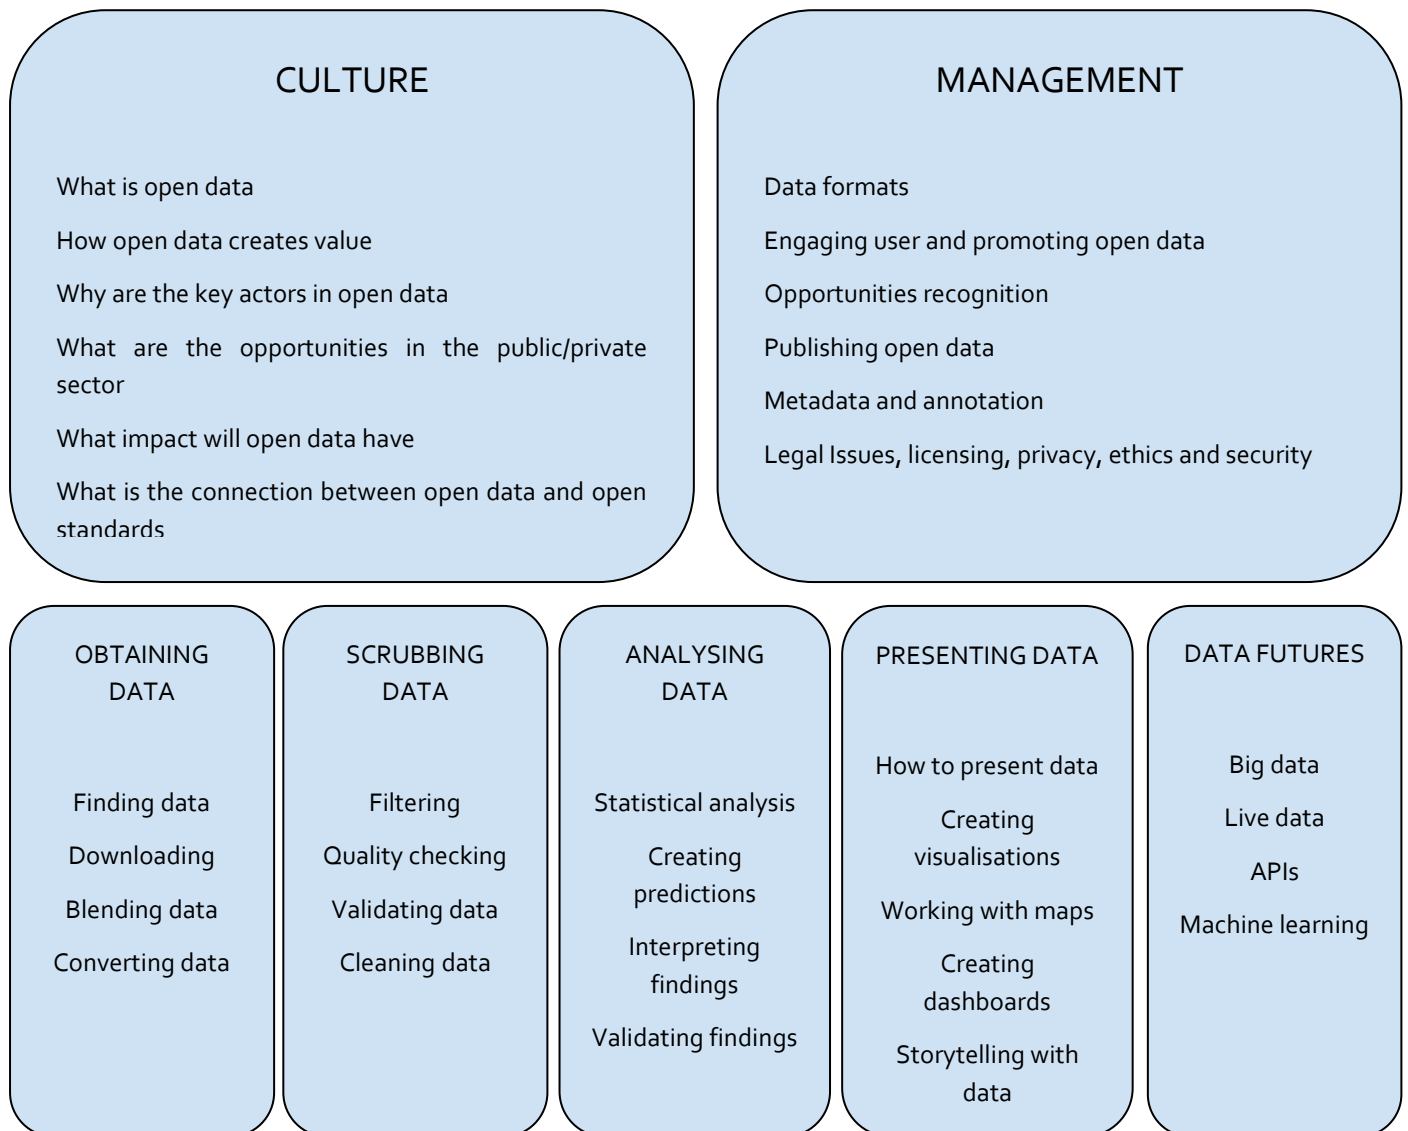 CULTURE
What is open data
How open data creates value
Why are the key actors in open data
What are the opportunities in the public/private
sector
What impact will open data have
What is the connection between open data and open
standards
MANAGEMENT
Data formats
Engaging user and promoting open data
Opportunities recognition
Publishing open data
Metadata and annotation
Legal Issues, licensing, privacy, ethics and security
OBTAINING
DATA
Finding data
Downloading
Blending data
Converting data
SCRUBBING
DATA
Filtering
Quality checking
Validating data
Cleaning data
ANALYSING
DATA
Statistical analysis
Creating
predictions
Interpreting
findings
Validating findings
PRESENTING DATA
How to present data
Creating
visualisations
Working with maps
Creating
dashboards
Storytelling with
data
DATA FUTURES
Big data
Live data
APIs
Machine learning